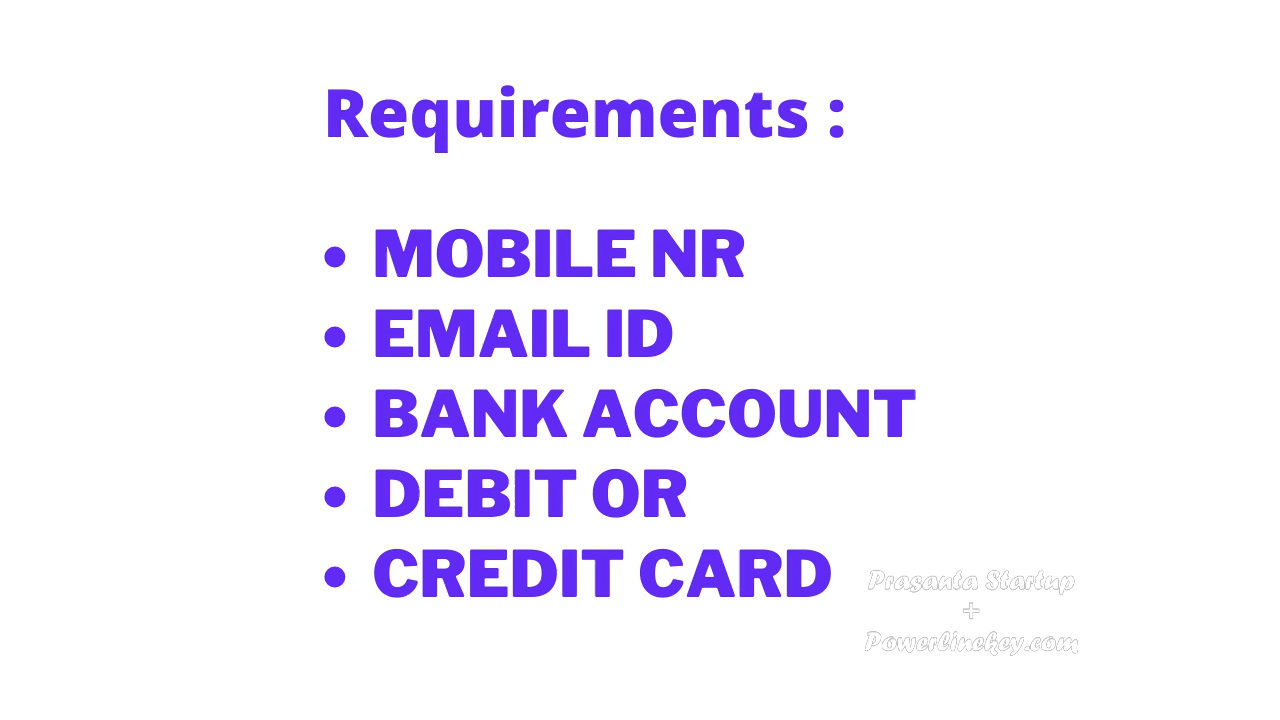 Requirements :
• MOBILE NR
• EMAIL ID
• BANK ACCOUNT
• DEBIT OR
• CREDIT CARD
Prasanta Startup
+
Powerlinekey.com